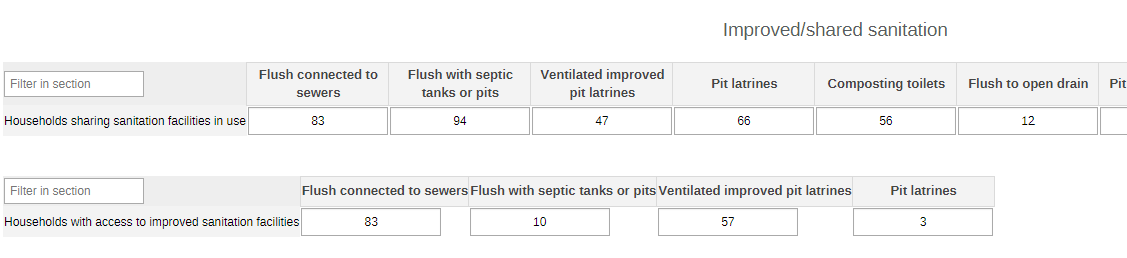 Improved/shared sanitation
Filter in section
Flush connected to sewers
Flush with septic tanks or pits
Ventilated improved pit latrines
Pit latrines
Composting toilets
Flush to open drain
Pit
Households sharing sanitation facilities in use 83 94 47 66 56 12
Filter in section
Flush connected to sewers Flush with septic tanks or pits Ventilated improved pit latrines Pit latrines
Households with access to improved sanitation facilities 83 10 57 3